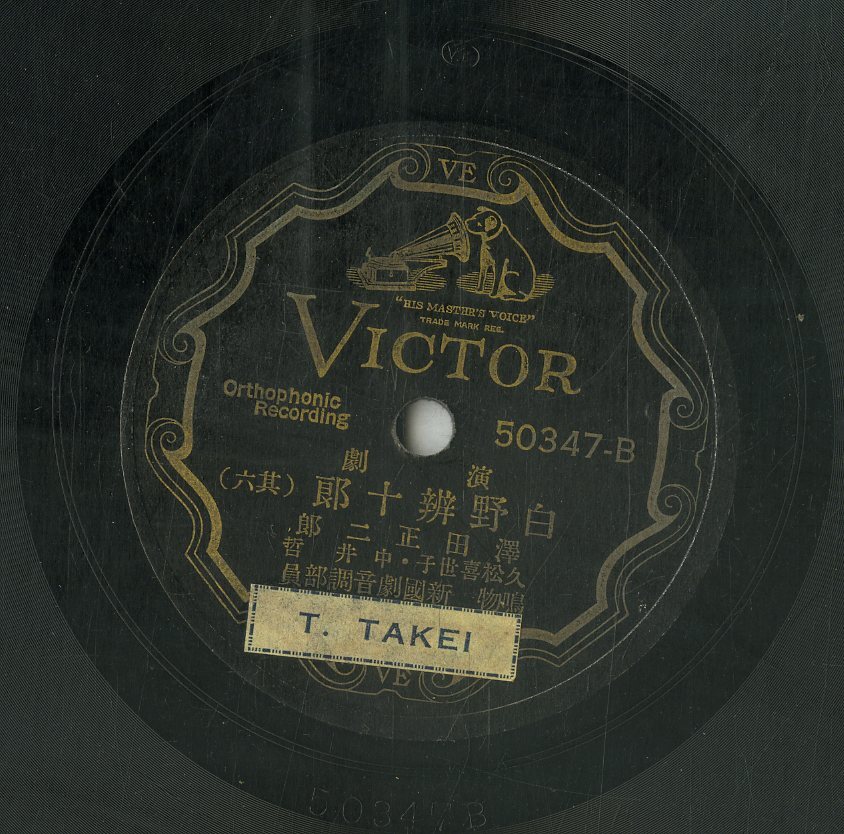 VE
VE
"HIS MASTER'S VOICE"
TRADE MARK REG.
VICTOR
Orthophonic
Recording
50347-B
演劇
白野辨十郎（其六）
澤田正二郎
久松喜世子・中井哲
鳴物 新國劇音調部員
T. TAKEI
VE
50347B